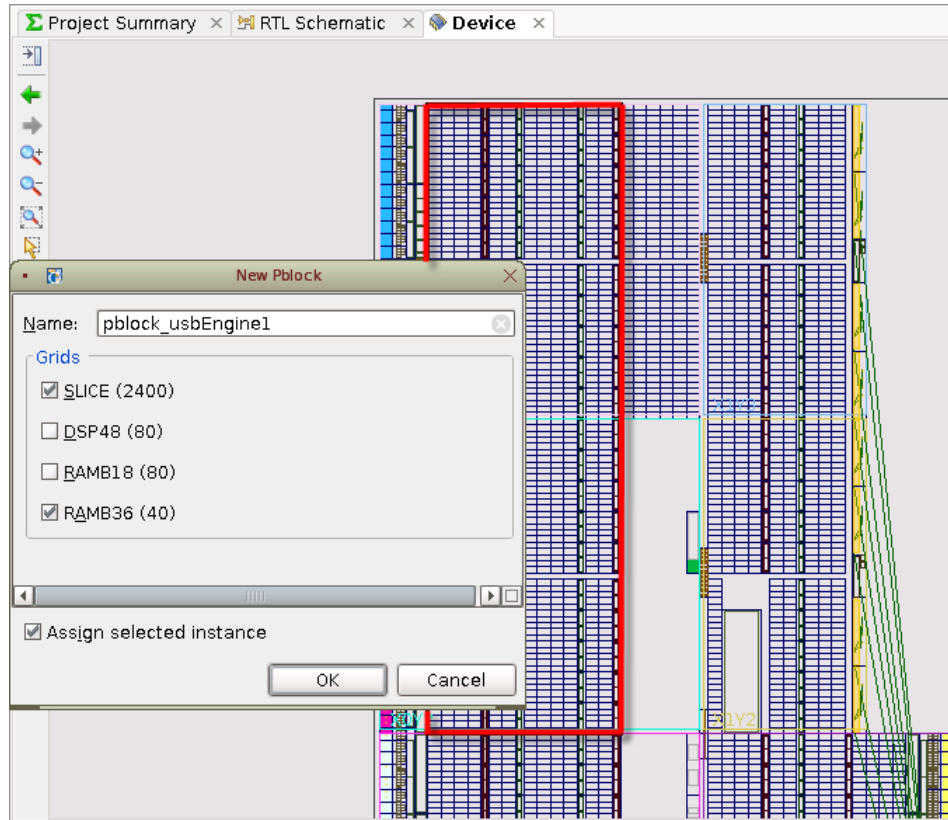 Project Summary
RTL Schematic
Device
New Pblock
Name: pblock_usbEngine1
Grids
SLICE (2400)
DSP48 (80)
RAMB18 (80)
RAMB36 (40)
Assign selected instance
OK
Cancel
X1Y2